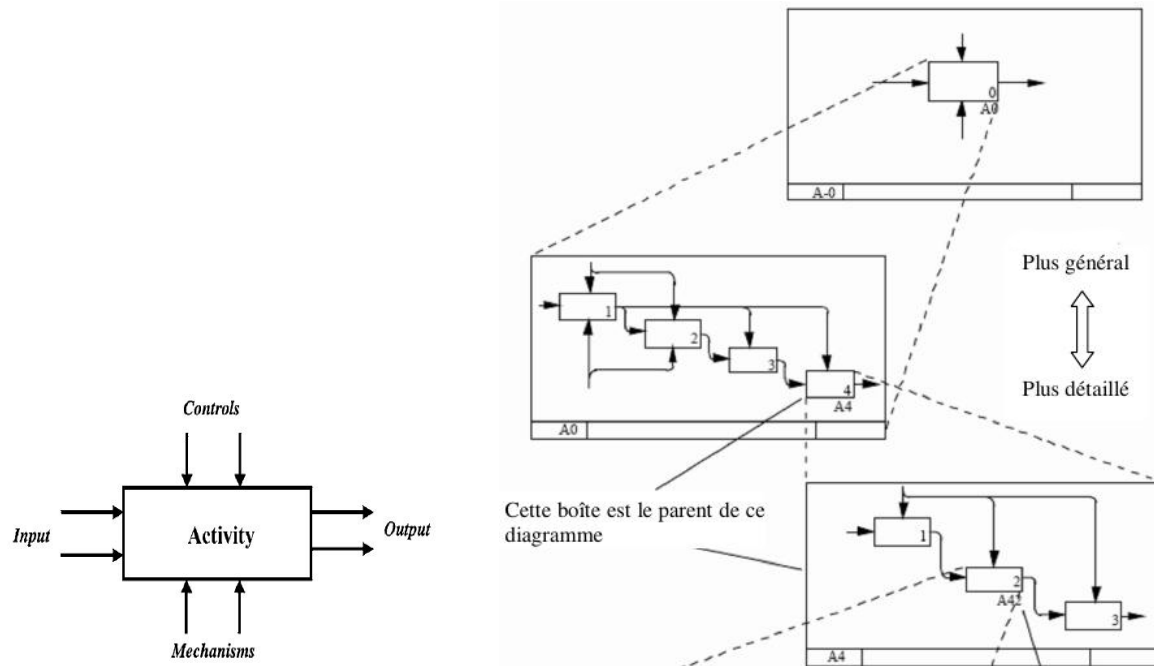 Controls
Input
Activity
Output
Mechanisms
0
A0
A-0
Plus général
Plus détaillé
1
2
3
4
A4
A0
Cette boîte est le parent de ce
diagramme
1
2
A42
3
A4